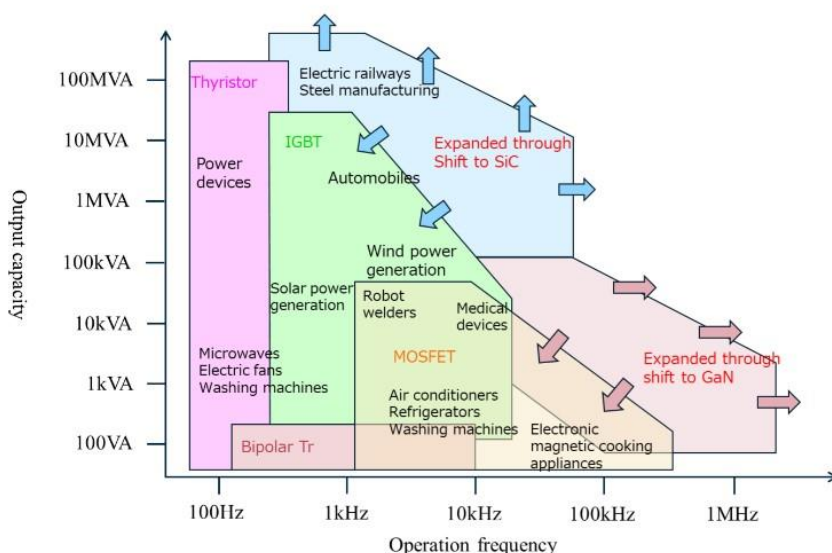 Output capacity
100MVA
10MVA
1MVA
100kVA
10kVA
1kVA
100VA
Thyristor
Electric railways
Steel manufacturing
IGBT
Expanded through
Shift to SiC
Power
devices
Automobiles
Wind power
generation
Solar power
generation
Robot
welders
Medical
devices
Microwaves
Electric fans
Washing machines
MOSFET
Expanded through
shift to GaN
Air conditioners
Refrigerators
Washing machines
Bipolar Tr
Electronic
magnetic cooking
appliances
100Hz
1kHz
10kHz
100kHz
1MHz
Operation frequency